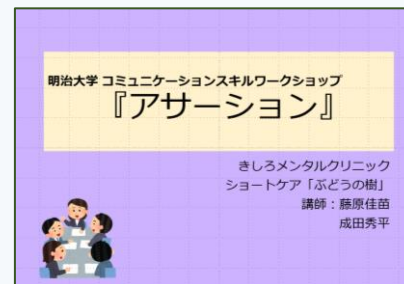 明治大学 コミュニケーションスキルワークショップ
『アサーション』
きしろメンタルクリニック
ショートケア「ぶどうの樹」
講師：藤原佳苗
成田秀平